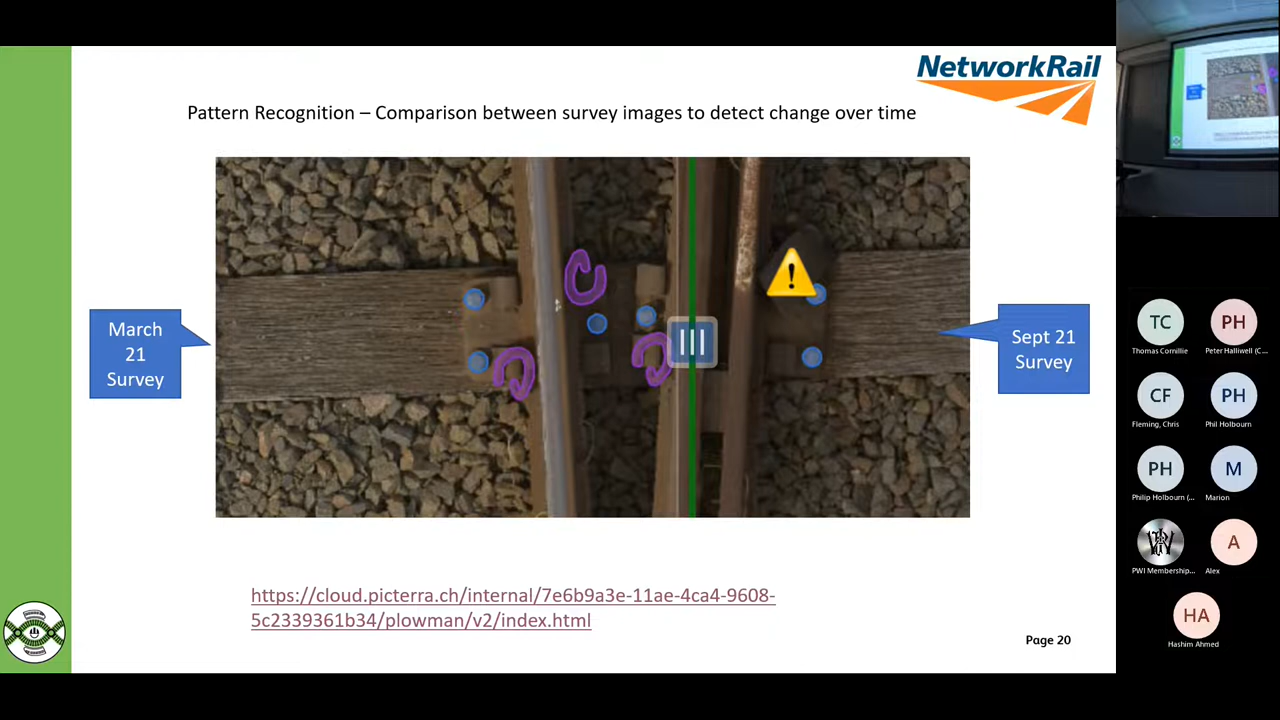 NetworkRail
Pattern Recognition – Comparison between survey images to detect change over time
March
21
Survey
Sept 21
Survey
https://cloud.picterra.ch/internal/7e6b9a3e-11ae-4ca4-9608-
5c2339361b34/plowman/v2/index.html
Page 20
TC
Thomas Cornillie
PH
Peter Halliwell (C...
CF
Fleming, Chris
PH
Phil Holbourn
PH
Philip Holbourn (...
M
Marion
PWI Membership...
A
Alex
HA
Hashim Ahmed